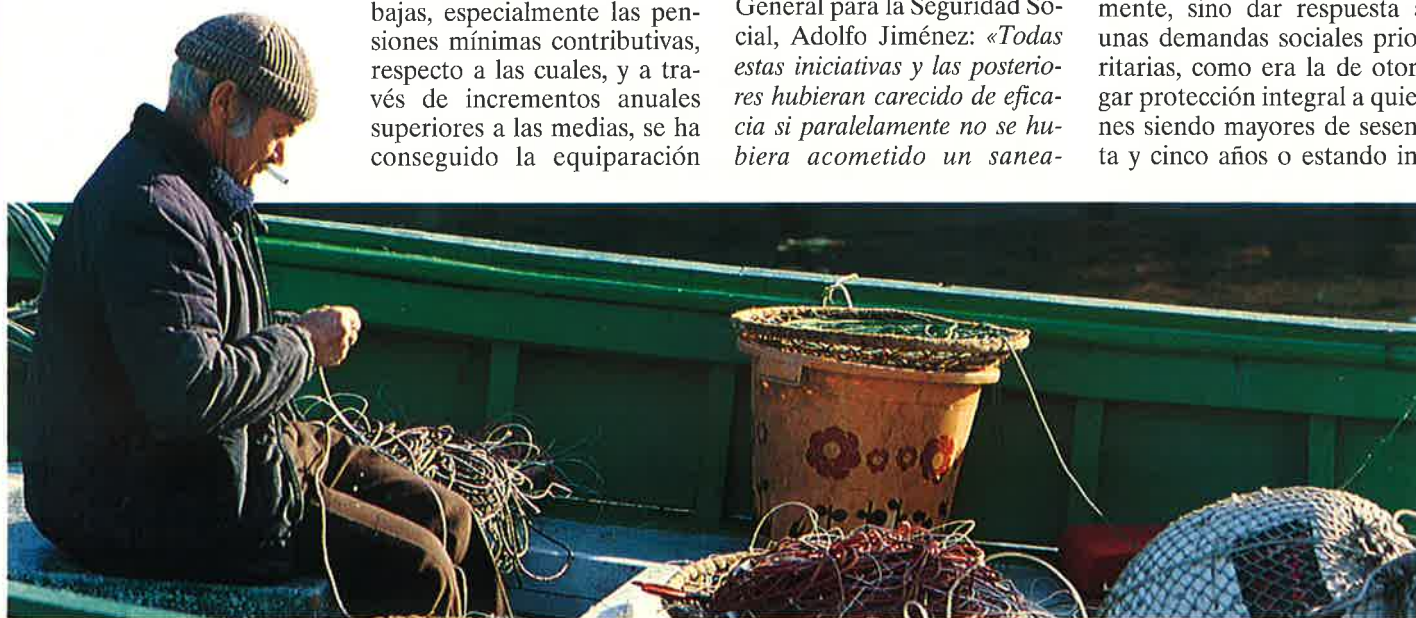 bajas, especialmente las pen-
siones mínimas contributivas,
respecto a las cuales, y a tra-
vés de incrementos anuales
superiores a las medias, se ha
conseguido la equiparación
General para la Seguridad So-
cial, Adolfo Jiménez: «Todas
estas iniciativas y las posterio-
res hubieran carecido de efica-
cia si paralelamente no se hu-
biera acometido un sanea-
mente, sino dar respuesta a
unas demandas sociales prio-
ritarias, como era la de otor-
gar protección integral a quie-
nes siendo mayores de sesen-
ta y cinco años o estando in-